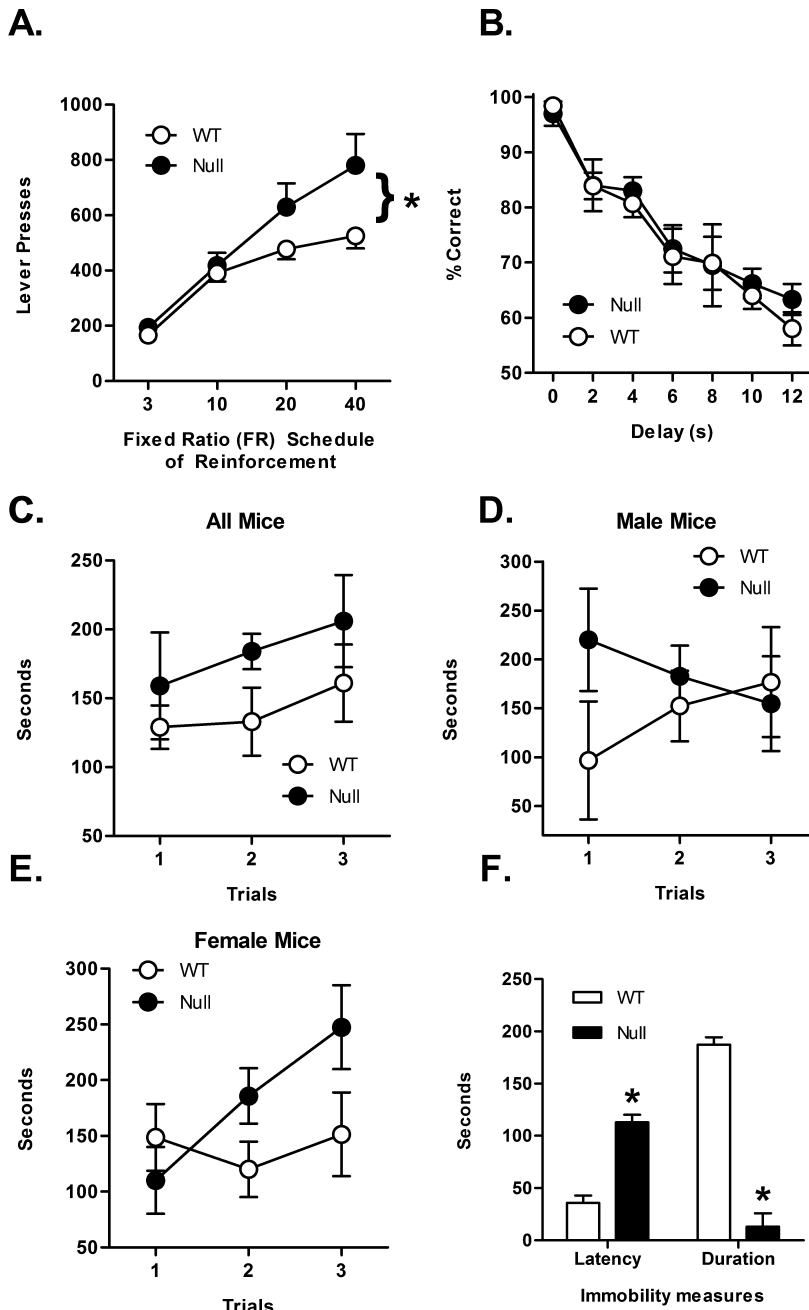 A.
1000
800
600
400
200
0
Lever Presses
WT
Null
*
3 10 20 40
Fixed Ratio (FR) Schedule
of Reinforcement
B.
100
90
80
70
60
50
% Correct
Null
WT
0 2 4 6 8 10 12
Delay (s)
C.
All Mice
250
200
150
100
50
Seconds
WT
Null
1 2 3
Trials
D.
Male Mice
300
250
200
150
100
50
Seconds
WT
Null
1 2 3
Trials
E.
Female Mice
300
250
200
150
100
50
Seconds
WT
Null
1 2 3
Trials
F.
250
200
150
100
50
0
Seconds
WT
Null
*
*
Latency Duration
Immobility measures